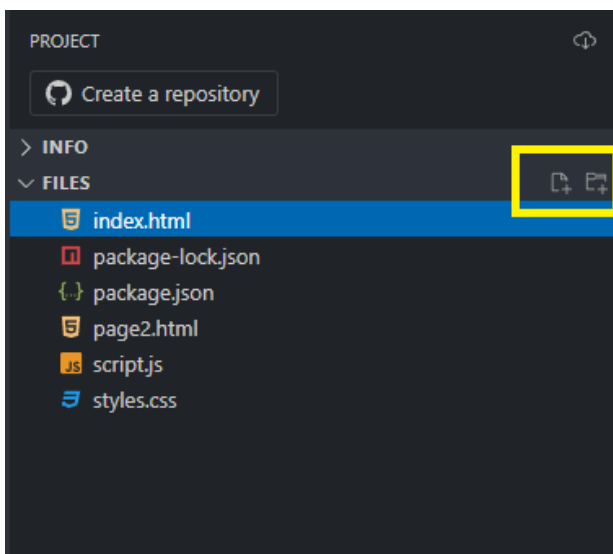 PROJECT
Create a repository
INFO
FILES
index.html
package-lock.json
package.json
page2.html
script.js
styles.css